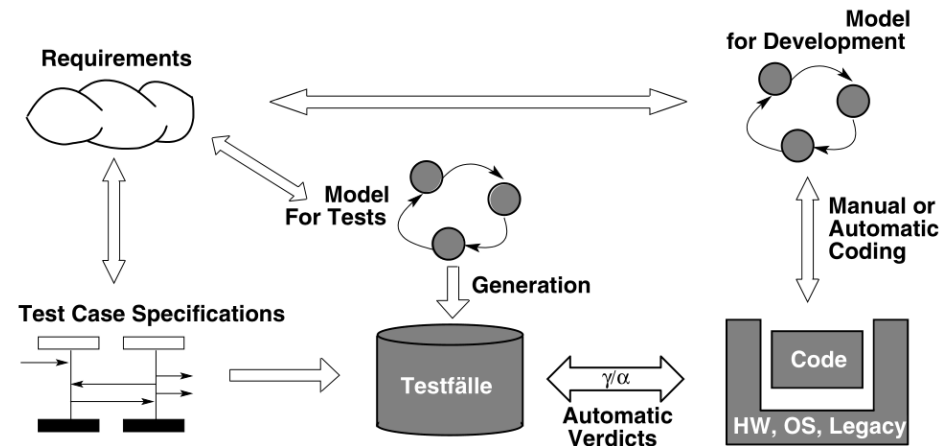 Model
for Development
Requirements
Model
For Tests
Manual or
Automatic
Coding
Generation
Test Case Specifications
Testfälle
γ/α
Automatic
Verdicts
Code
HW, OS, Legacy